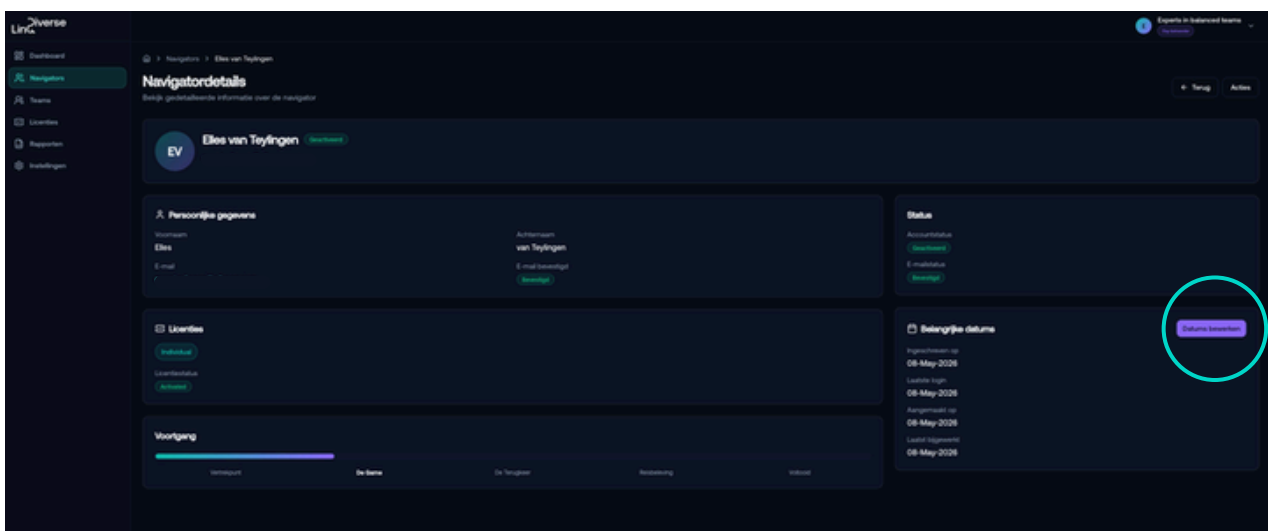 LinkDiverse
Experts in balanced teams
Dashboard
Navigators
Teams
Licenties
Rapporten
Instellingen
Navigators > Elles van Teylingen
Navigatordetails
Bekijk gedetailleerde informatie over de navigator
← Terug
Acties
EV
Elles van Teylingen
Geactiveerd
Persoonlijke gegevens
Voornaam
Elles
Achternaam
van Teylingen
E-mail
E-mail bevestigd
Bevestigd
Status
Accountstatus
Geactiveerd
E-mailstatus
Bevestigd
Licenties
Individual
Licentiestatus
Activated
Belangrijke datums
Datums bewerken
Ingeschreven op
08-May-2026
Laatste login
08-May-2026
Aangemaakt op
08-May-2026
Laatst bijgewerkt
08-May-2026
Voortgang
Vertrekpunt
De Game
De Terugkeer
Reisbeleving